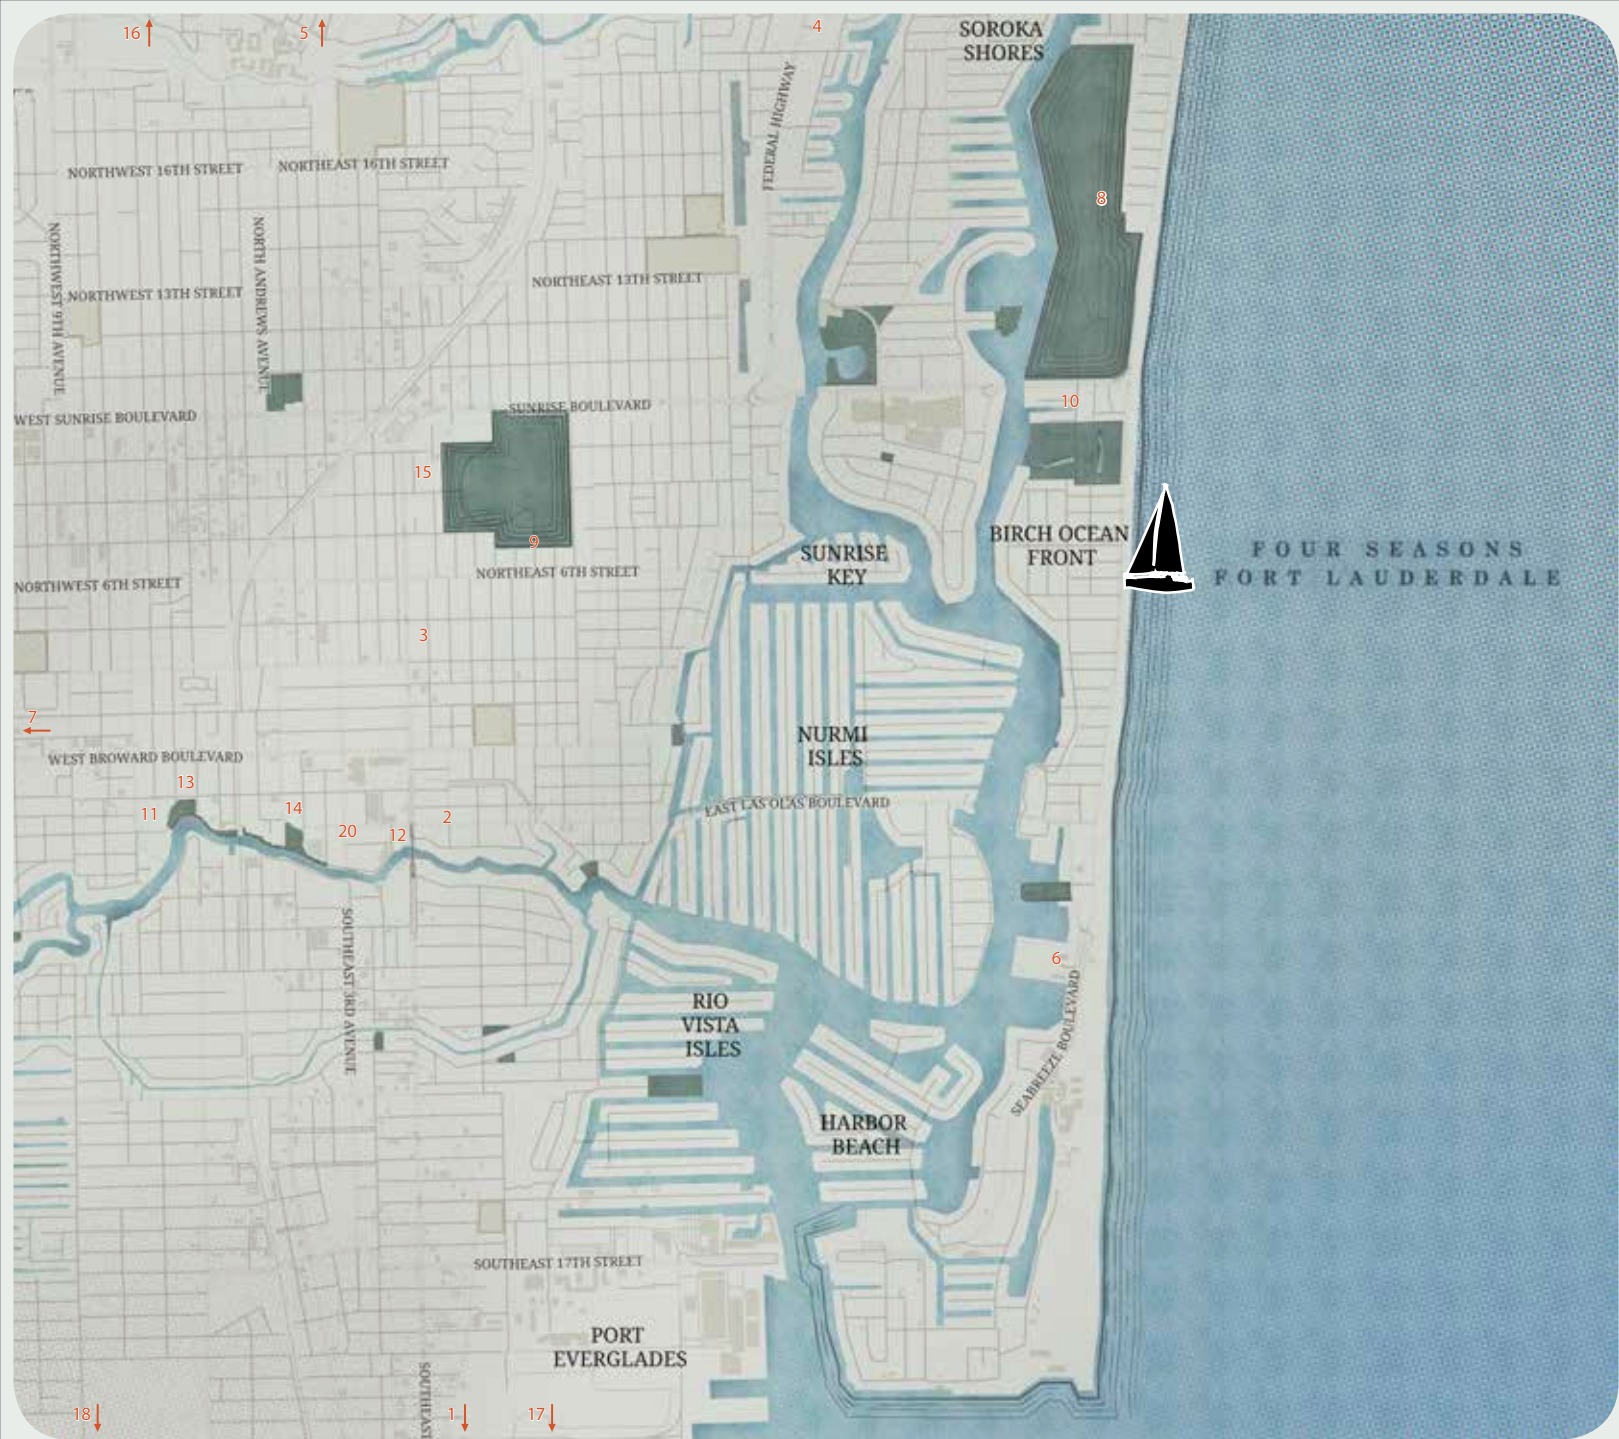 16
5
4
SOROKA
SHORES
FEDERAL HIGHWAY
NORTHWEST 16TH STREET
NORTHEAST 16TH STREET
8
NORTHWEST 9TH AVENUE
NORTH ANDREWS AVENUE
NORTHWEST 13TH STREET
NORTHEAST 13TH STREET
10
WEST SUNRISE BOULEVARD
SUNRISE BOULEVARD
15
9
BIRCH OCEAN
FRONT
SUNRISE
KEY
FOUR SEASONS
FORT LAUDERDALE
NORTHWEST 6TH STREET
NORTHEAST 6TH STREET
3
7
NURMI
ISLES
WEST BROWARD BOULEVARD
13
11
14
20
12
2
EAST LAS OLAS BOULEVARD
SOUTHEAST 3RD AVENUE
6
SEABREEZE BOULEVARD
RIO
VISTA
ISLES
HARBOR
BEACH
SOUTHEAST 17TH STREET
PORT
EVERGLADES
SOUTHEAST
18
1
17